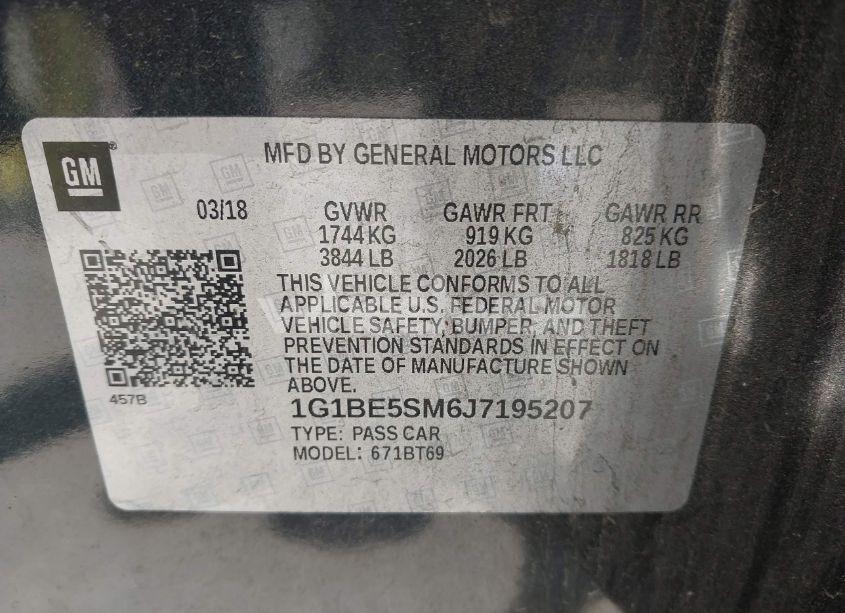 GM
MFD BY GENERAL MOTORS LLC
03/18 GVWR GAWR FRT GAWR RR
1744 KG 919 KG 825 KG
3844 LB 2026 LB 1818 LB
THIS VEHICLE CONFORMS TO ALL
APPLICABLE U.S. FEDERAL MOTOR
VEHICLE SAFETY, BUMPER, AND THEFT
PREVENTION STANDARDS IN EFFECT ON
THE DATE OF MANUFACTURE SHOWN
ABOVE.
457B
1G1BE5SM6J7195207
TYPE: PASS CAR
MODEL: 671BT69